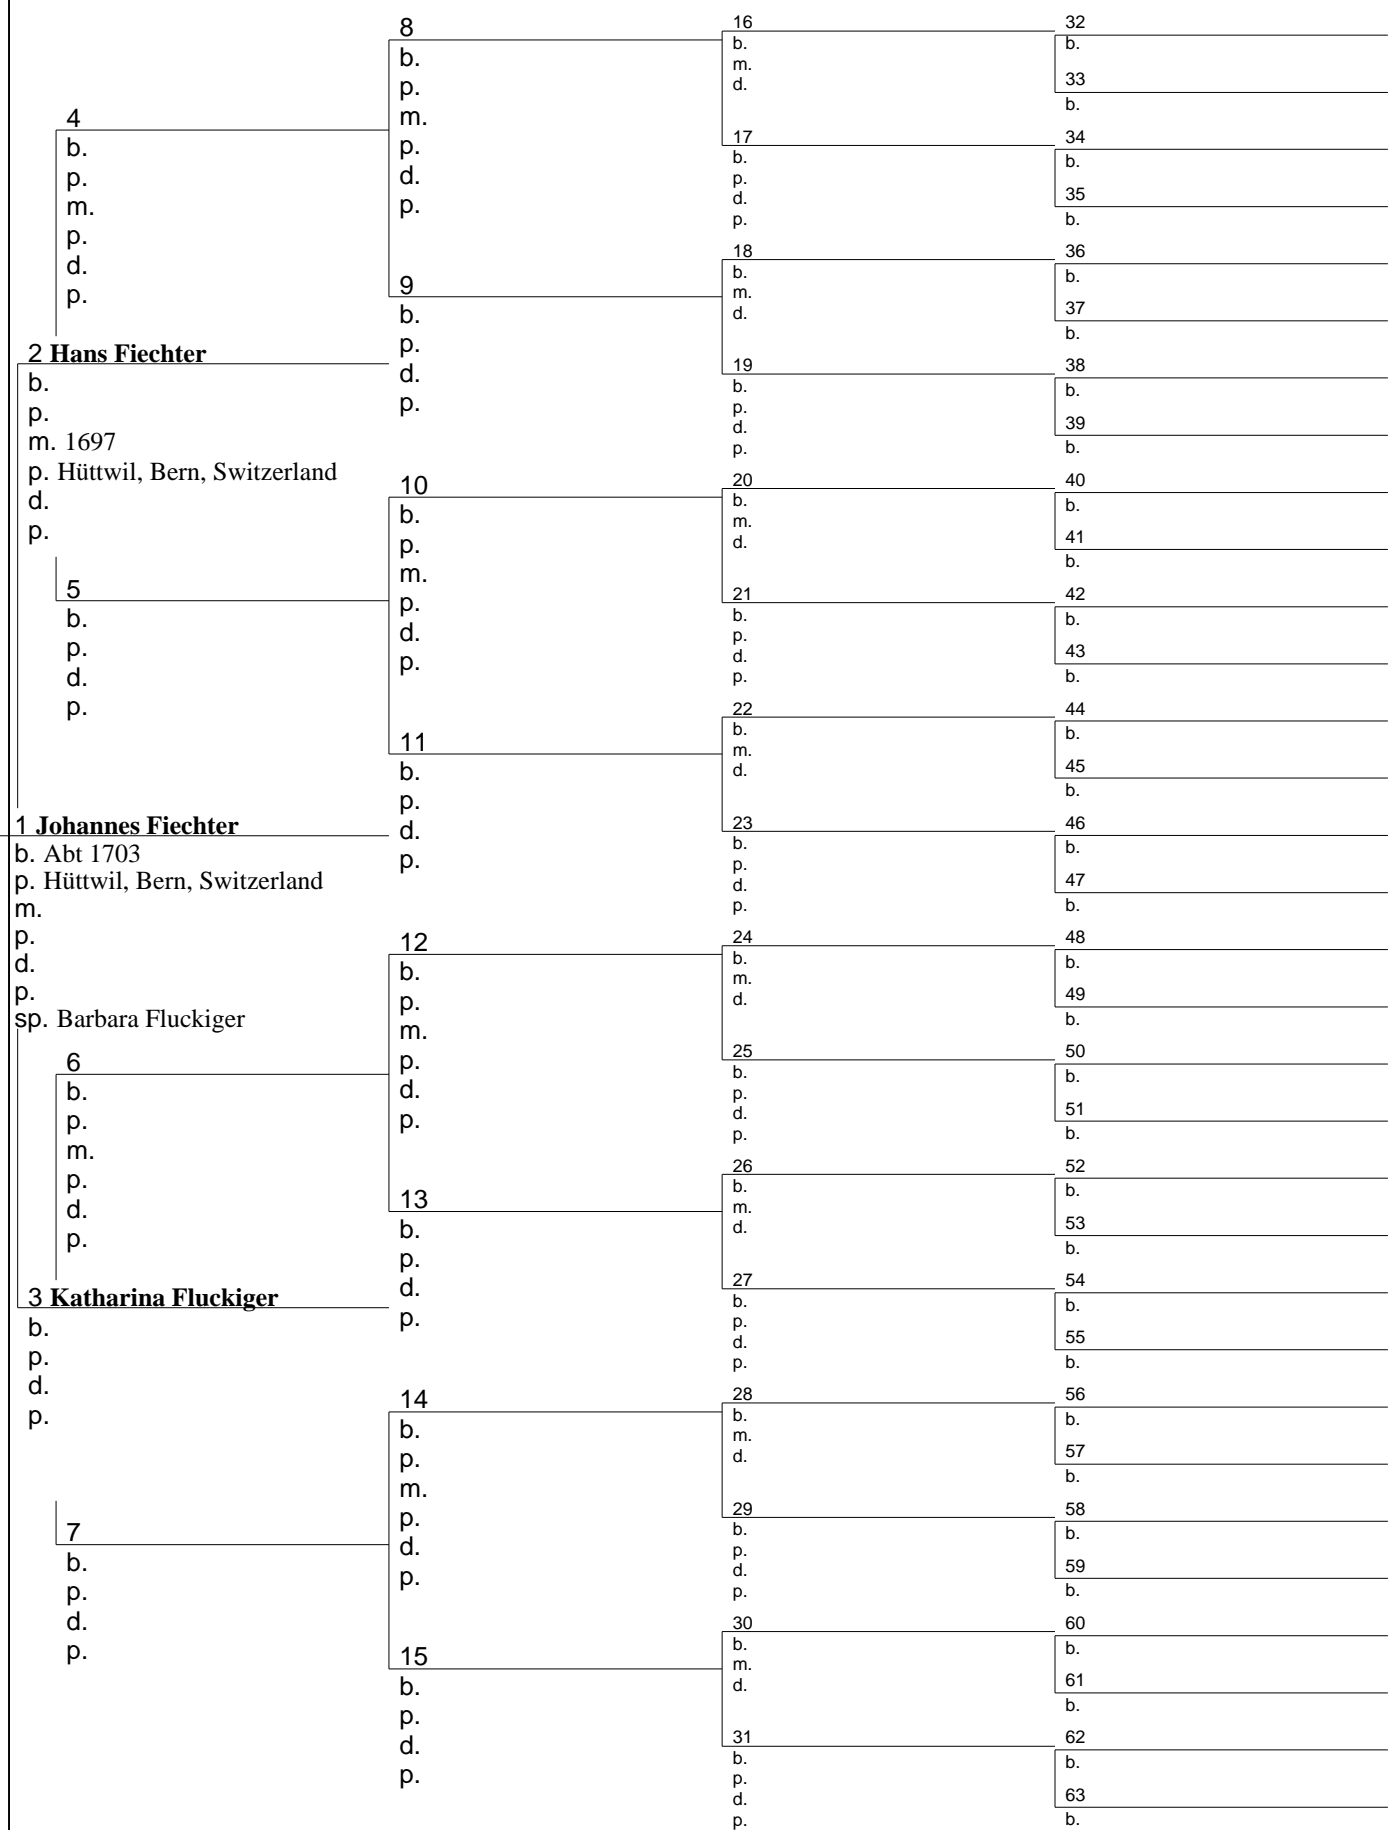 4
b.
p.
m.
p.
d.
p.
2 Hans Fiechter
b.
p.
m. 1697
p. Hüttwil, Bern, Switzerland
d.
p.
5
b.
p.
d.
p.
1 Johannes Fiechter
b. Abt 1703
p. Hüttwil, Bern, Switzerland
m.
p.
d.
p.
sp. Barbara Fluckiger
6
b.
p.
m.
p.
d.
p.
3 Katharina Fluckiger
b.
p.
d.
p.
7
b.
p.
d.
p.
8
b.
p.
m.
p.
d.
p.
9
b.
p.
d.
p.
10
b.
p.
m.
p.
d.
p.
11
b.
p.
d.
p.
12
b.
p.
m.
p.
d.
p.
13
b.
p.
d.
p.
14
b.
p.
m.
p.
d.
p.
15
b.
p.
d.
p.
16
b.
m.
d.
17
b.
p.
d.
p.
18
b.
m.
d.
19
b.
p.
d.
p.
20
b.
m.
d.
21
b.
p.
d.
p.
22
b.
m.
d.
23
b.
p.
d.
p.
24
b.
m.
d.
25
b.
p.
d.
p.
26
b.
m.
d.
27
b.
p.
d.
p.
28
b.
m.
d.
29
b.
p.
d.
p.
30
b.
m.
d.
31
b.
p.
d.
p.
32
b.
33
b.
34
b.
35
b.
36
b.
37
b.
38
b.
39
b.
40
b.
41
b.
42
b.
43
b.
44
b.
45
b.
46
b.
47
b.
48
b.
49
b.
50
b.
51
b.
52
b.
53
b.
54
b.
55
b.
56
b.
57
b.
58
b.
59
b.
60
b.
61
b.
62
b.
63
b.